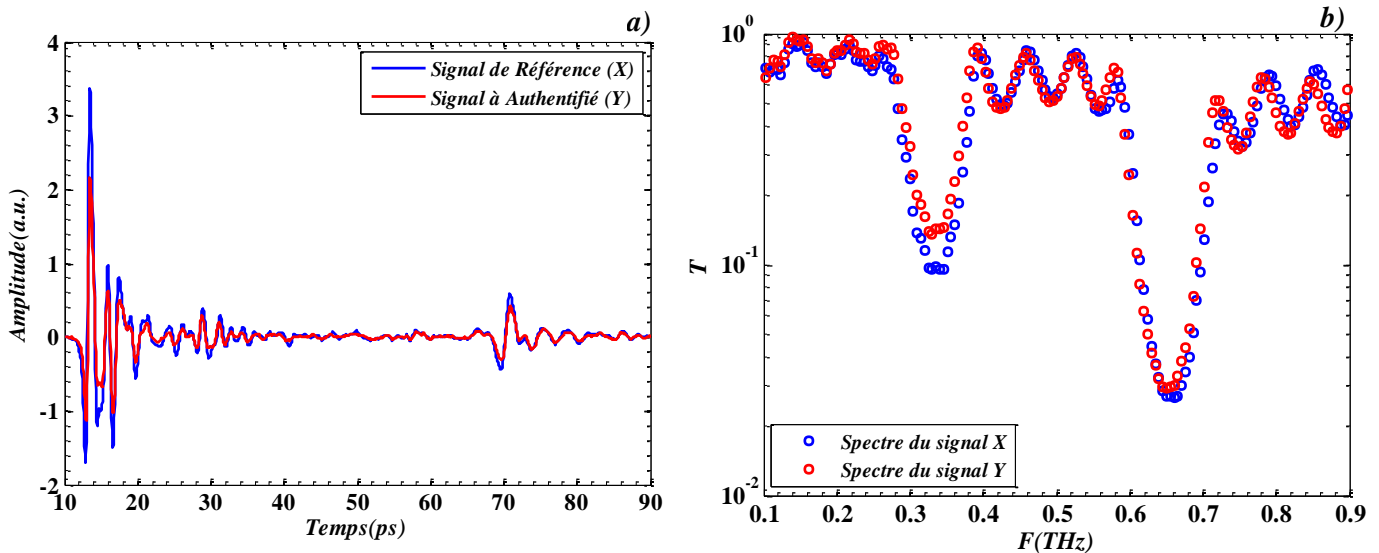 a)
4
3
2
1
0
-1
-2
Amplitude(a.u.)
Signal de Référence (X)
Signal à Authentifié (Y)
10 20 30 40 50 60 70 80 90
Temps(ps)
b)
10^0
10^-1
10^-2
T
Spectre du signal X
Spectre du signal Y
0.1 0.2 0.3 0.4 0.5 0.6 0.7 0.8 0.9
F(THz)